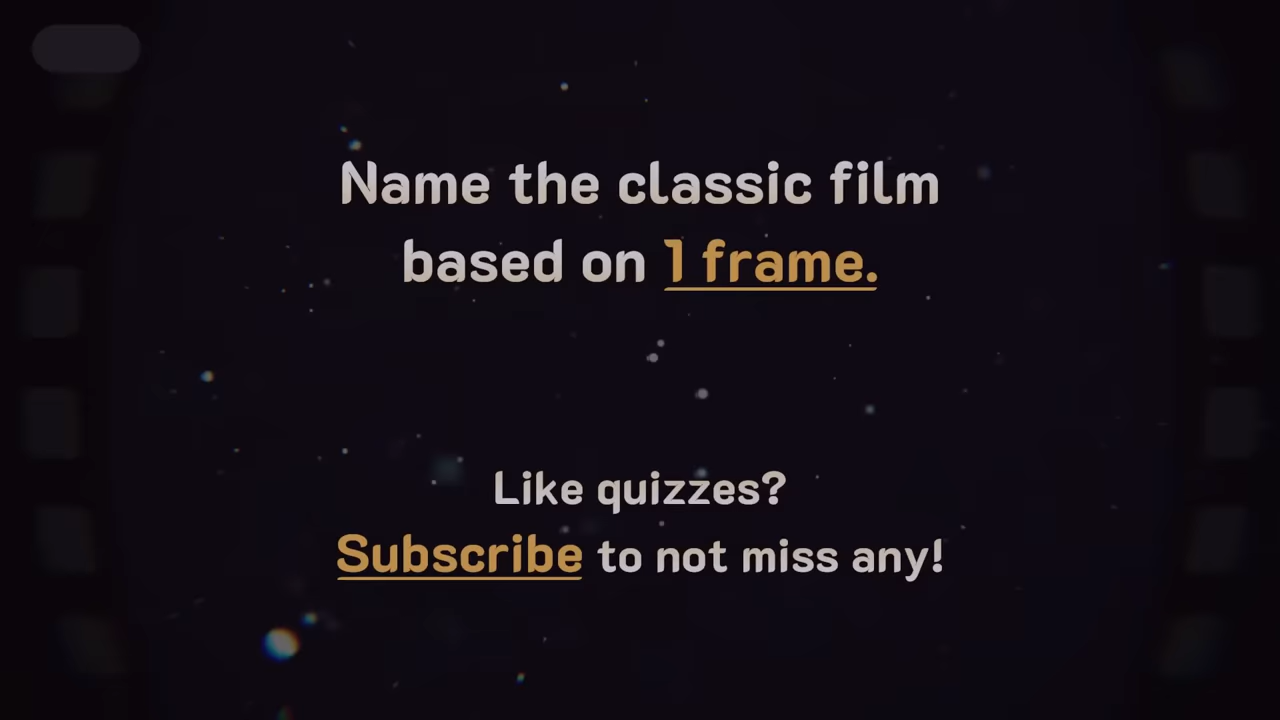 Name the classic film
based on 1 frame.
Like quizzes?
Subscribe to not miss any!